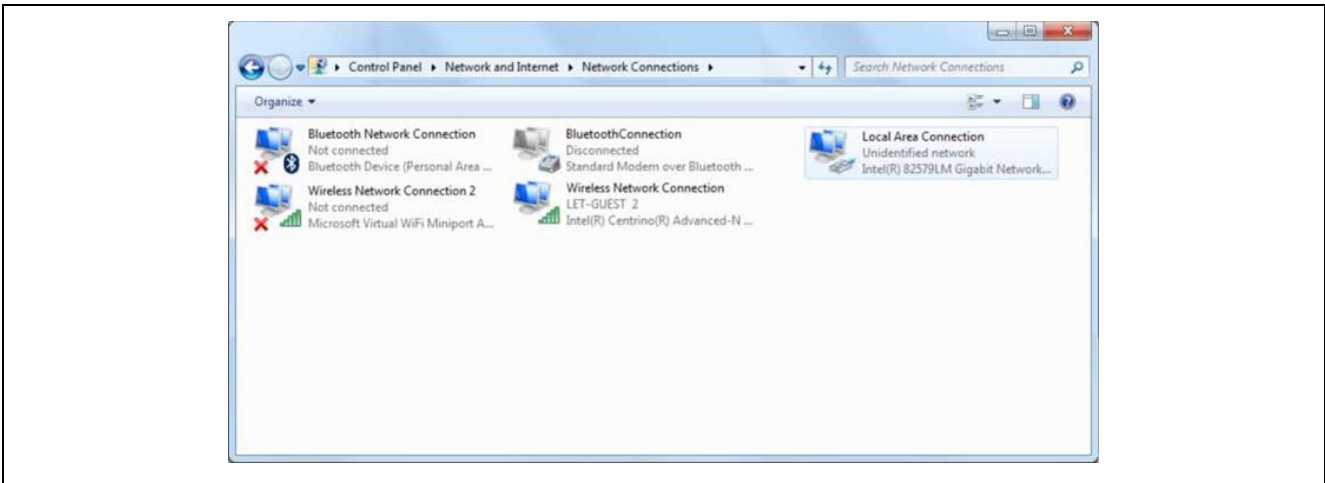 Control Panel Network and Internet Network Connections
Search Network Connections
Organize
Bluetooth Network Connection
Not connected
Bluetooth Device (Personal Area ...
BluetoothConnection
Disconnected
Standard Modem over Bluetooth ...
Local Area Connection
Unidentified network
Intel(R) 82579LM Gigabit Network...
Wireless Network Connection 2
Not connected
Microsoft Virtual WiFi Miniport A...
Wireless Network Connection
LET-GUEST 2
Intel(R) Centrino(R) Advanced-N ...